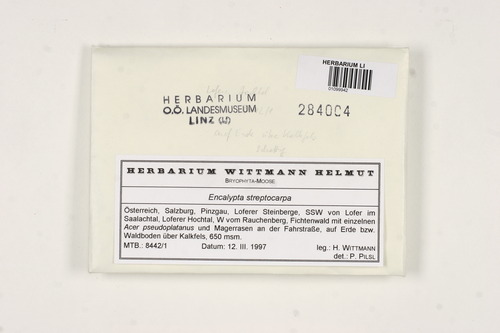 HERBARIUM LI
01099942
HERBARIUM
O.Ö. LANDESMUSEUM
LINZ (LI)
284004
HERBARIUM WITTMANN HELMUT
BRYOPHYTA-MOOSE
Encalypta streptocarpa
Österreich, Salzburg, Pinzgau, Loferer Steinberge, SSW von Lofer im
Saalachtal, Loferer Hochtal, W vom Rauchenberg, Fichtenwald mit einzelnen
Acer pseudoplatanus und Magerrasen an der Fahrstraße, auf Erde bzw.
Waldboden über Kalkfels, 650 msm.
MTB.: 8442/1 Datum: 12. III. 1997 leg.: H. WITTMANN
det.: P. PILSL